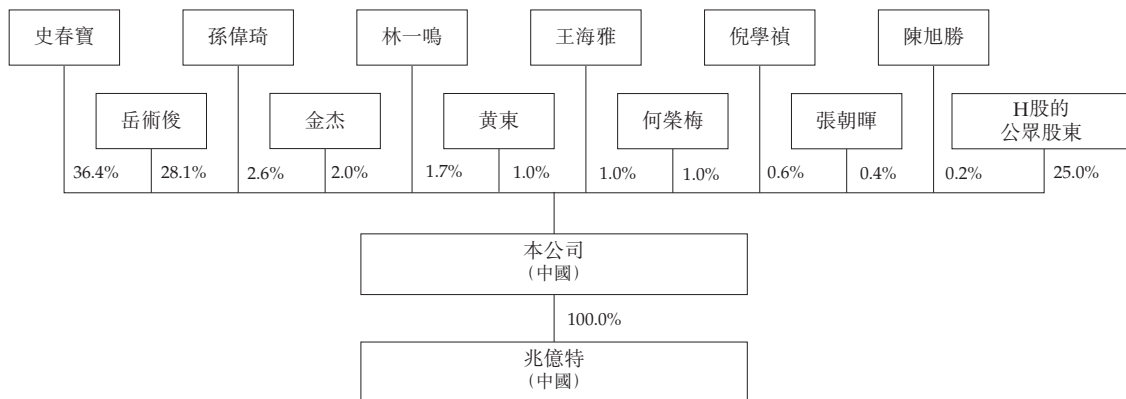 史春寶
孫偉琦
林一鳴
王海雅
倪學禎
陳旭勝
岳術俊
金杰
黃東
何榮梅
張朝暉
H股的
公眾股東
36.4%
28.1%
2.6%
2.0%
1.7%
1.0%
1.0%
1.0%
0.6%
0.4%
0.2%
25.0%
本公司
（中國）
100.0%
兆億特
（中國）